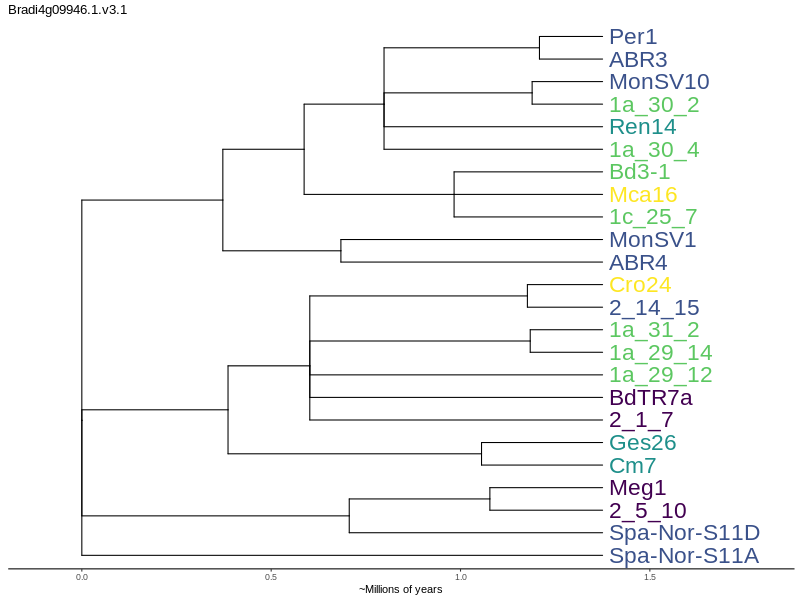 Bradi4g09946.1.v3.1
Per1
ABR3
MonSV10
1a_30_2
Ren14
1a_30_4
Bd3-1
Mca16
1c_25_7
MonSV1
ABR4
Cro24
2_14_15
1a_31_2
1a_29_14
1a_29_12
BdTR7a
2_1_7
Ges26
Cm7
Meg1
2_5_10
Spa-Nor-S11D
Spa-Nor-S11A
0.0 0.5 1.0 1.5
~Millions of years